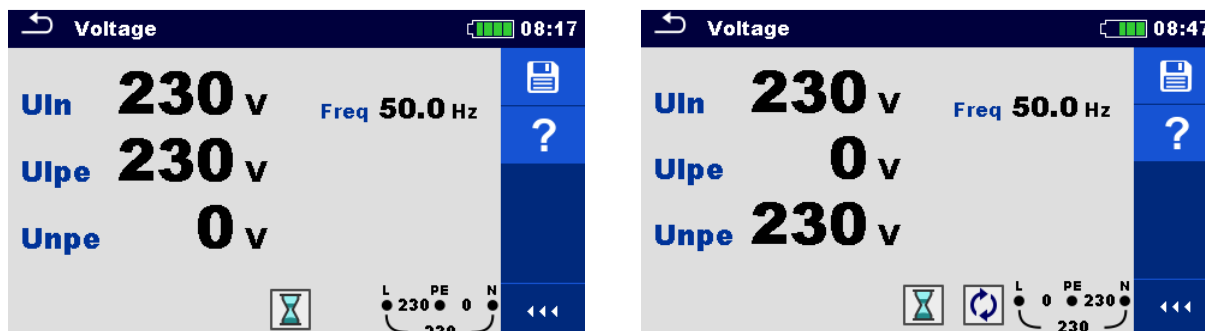 Voltage 08:17
Uln 230 V Freq 50.0 Hz
?
Ulpe 230 V
Unpe 0 V
L PE N
230 0
230
Voltage 08:47
Uln 230 V Freq 50.0 Hz
?
Ulpe 0 V
Unpe 230 V
L PE N
0 230
230